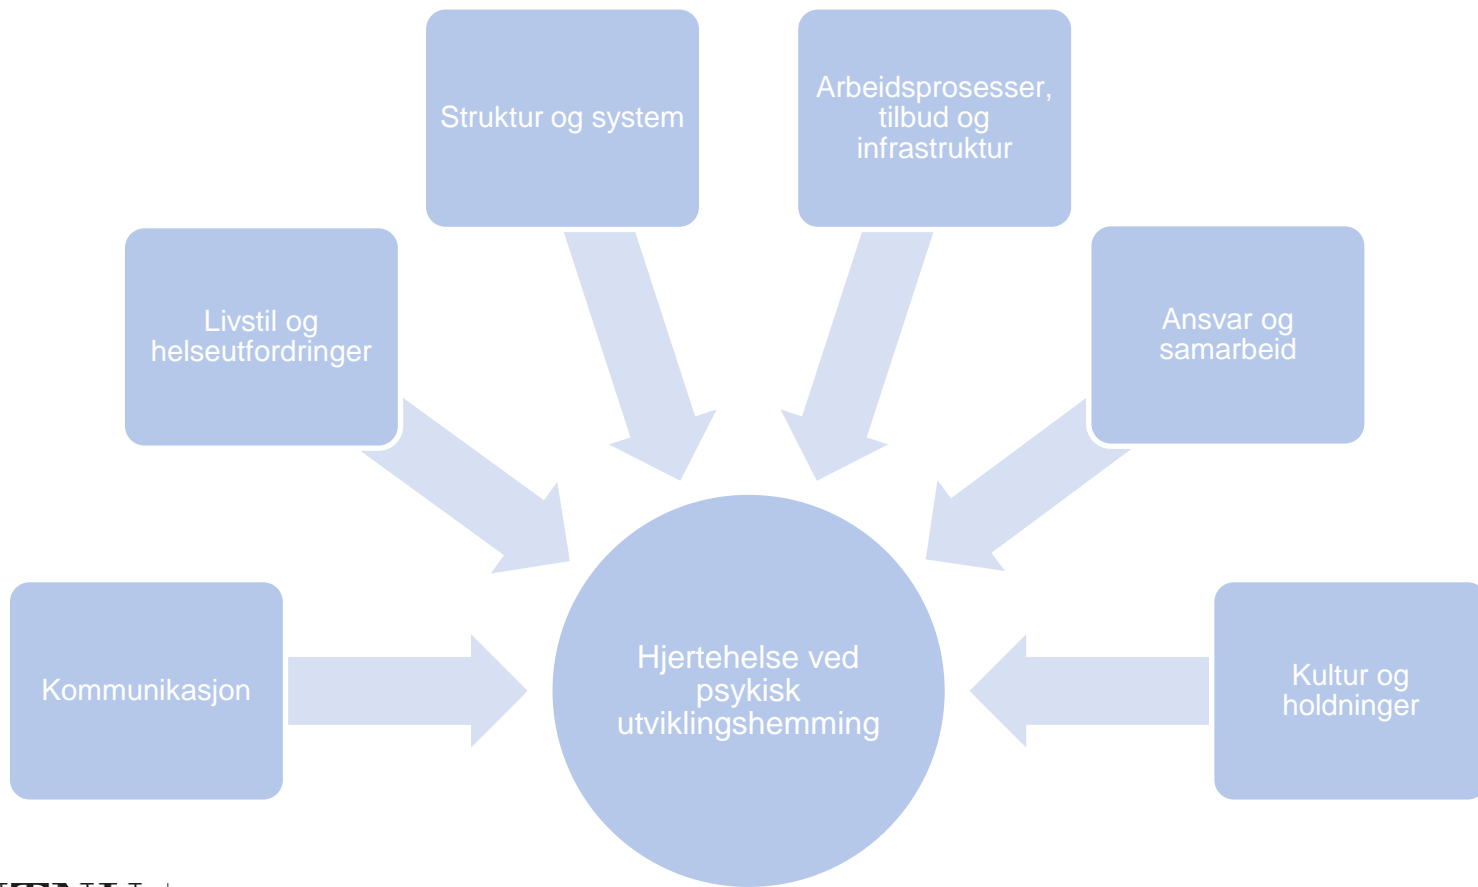 Struktur og system
Arbeidsprosesser,
tilbud og
infrastruktur
Livstil og
helseutfordringer
Ansvar og
samarbeid
Kommunikasjon
Hjertehelse ved
psykisk
utviklingshemming
Kultur og
holdninger